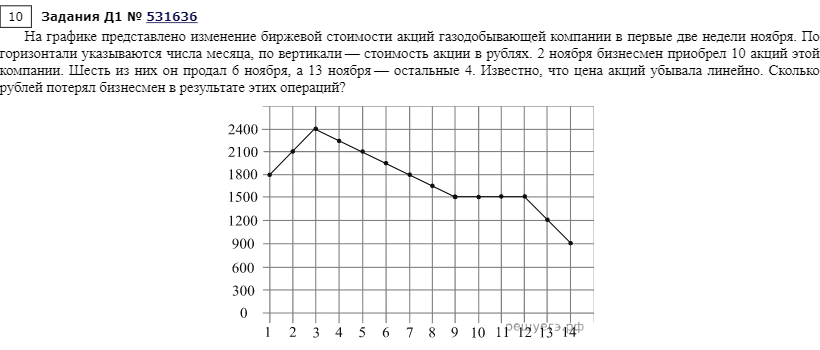 10 Задания Д1 № 531636
На графике представлено изменение биржевой стоимости акций газодобывающей компании в первые две недели ноября. По
горизонтали указываются числа месяца, по вертикали — стоимость акции в рублях. 2 ноября бизнесмен приобрел 10 акций этой
компании. Шесть из них он продал 6 ноября, а 13 ноября — остальные 4. Известно, что цена акций убывала линейно. Сколько
рублей потерял бизнесмен в результате этих операций?
2400
2100
1800
1500
1200
900
600
300
0
решуегэ.рф
1 2 3 4 5 6 7 8 9 10 11 12 13 14